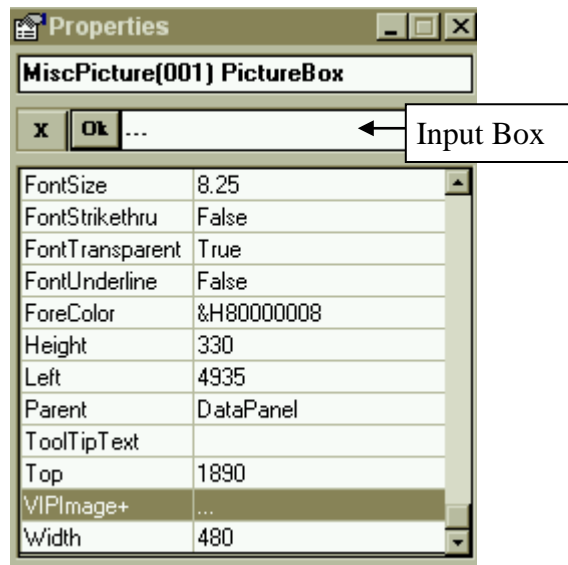 Properties
MiscPicture(001) PictureBox
X Ok ...
Input Box
FontSize 8.25
FontStrikethru False
FontTransparent True
FontUnderline False
ForeColor &H80000008
Height 330
Left 4935
Parent DataPanel
ToolTipText
Top 1890
VIPImage+ ...
Width 480